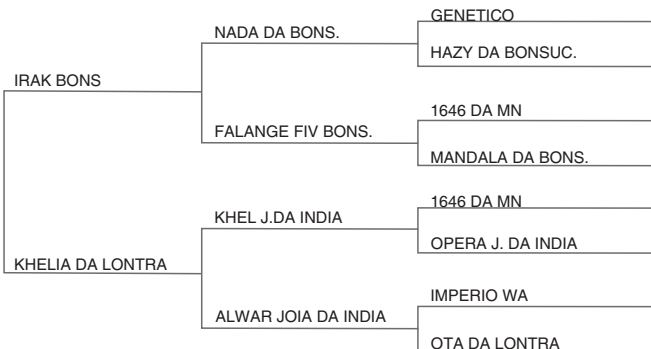 GENETICO
NADA DA BONS.
HAZY DA BONSUC.
IRAK BONS
1646 DA MN
FALANGE FIV BONS.
MANDALA DA BONS.
1646 DA MN
KHEL J.DA INDIA
OPERA J. DA INDIA
KHELIA DA LONTRA
IMPERIO WA
ALWAR JOIA DA INDIA
OTA DA LONTRA